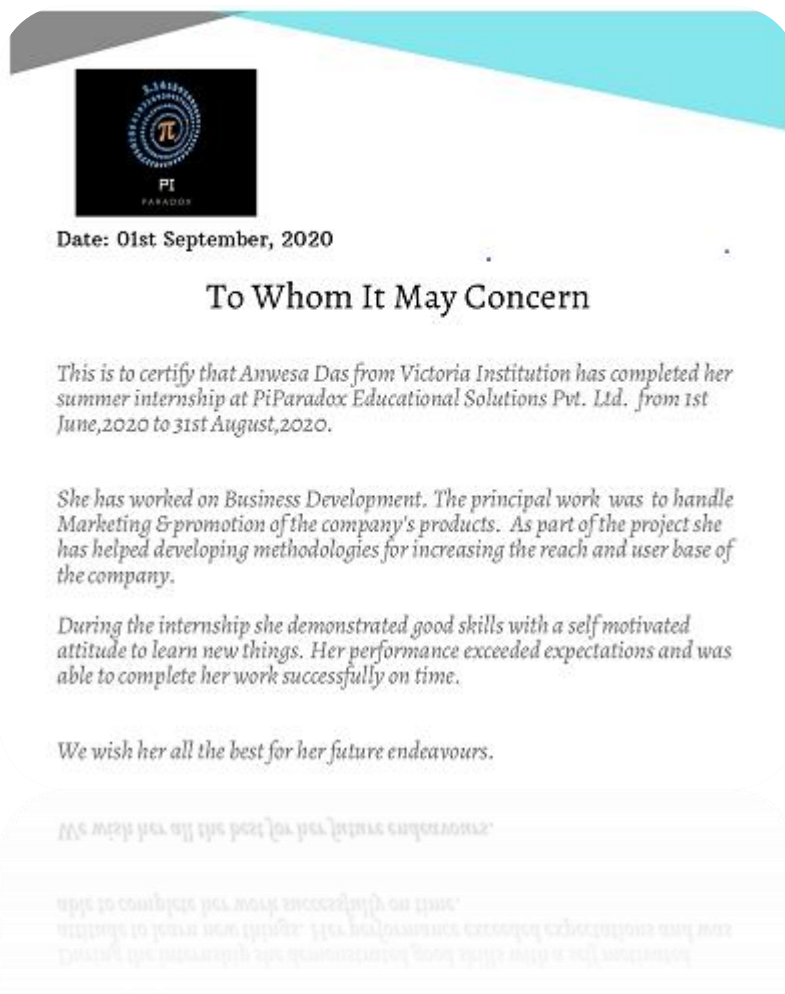 PI
PARADOX
Date: 01st September, 2020
To Whom It May Concern
This is to certify that Anwesa Das from Victoria Institution has completed her
summer internship at PiParadox Educational Solutions Pvt. Ltd. from 1st
June,2020 to 31st August,2020.
She has worked on Business Development. The principal work was to handle
Marketing & promotion of the company's products. As part of the project she
has helped developing methodologies for increasing the reach and user base of
the company.
During the internship she demonstrated good skills with a self motivated
attitude to learn new things. Her performance exceeded expectations and was
able to complete her work successfully on time.
We wish her all the best for her future endeavours.